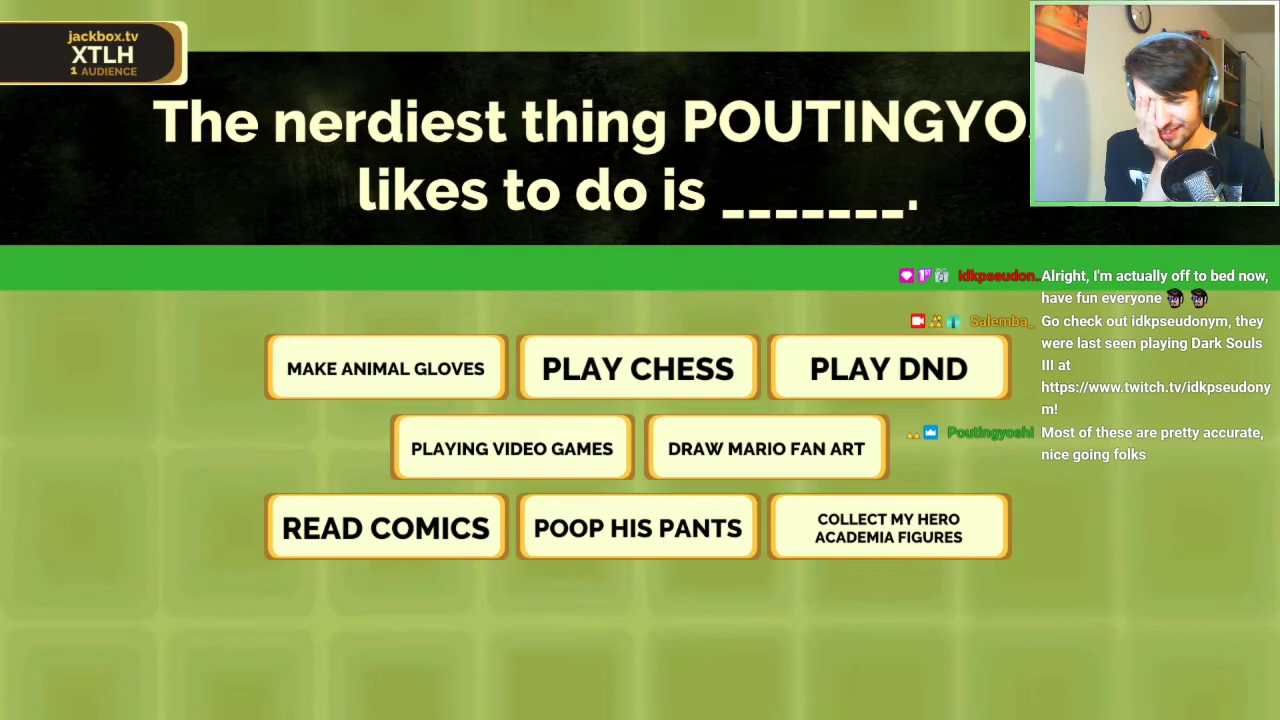 jackbox.tv
XTLH
1 AUDIENCE
The nerdiest thing POUTINGYO
likes to do is _______.
idkpseudon… Alright, I'm actually off to bed now,
have fun everyone
Salemba_ Go check out idkpseudonym, they
were last seen playing Dark Souls
III at
https://www.twitch.tv/idkpseudony
m!
Poutingyoshi Most of these are pretty accurate,
nice going folks
MAKE ANIMAL GLOVES
PLAY CHESS
PLAY DND
PLAYING VIDEO GAMES
DRAW MARIO FAN ART
READ COMICS
POOP HIS PANTS
COLLECT MY HERO
ACADEMIA FIGURES